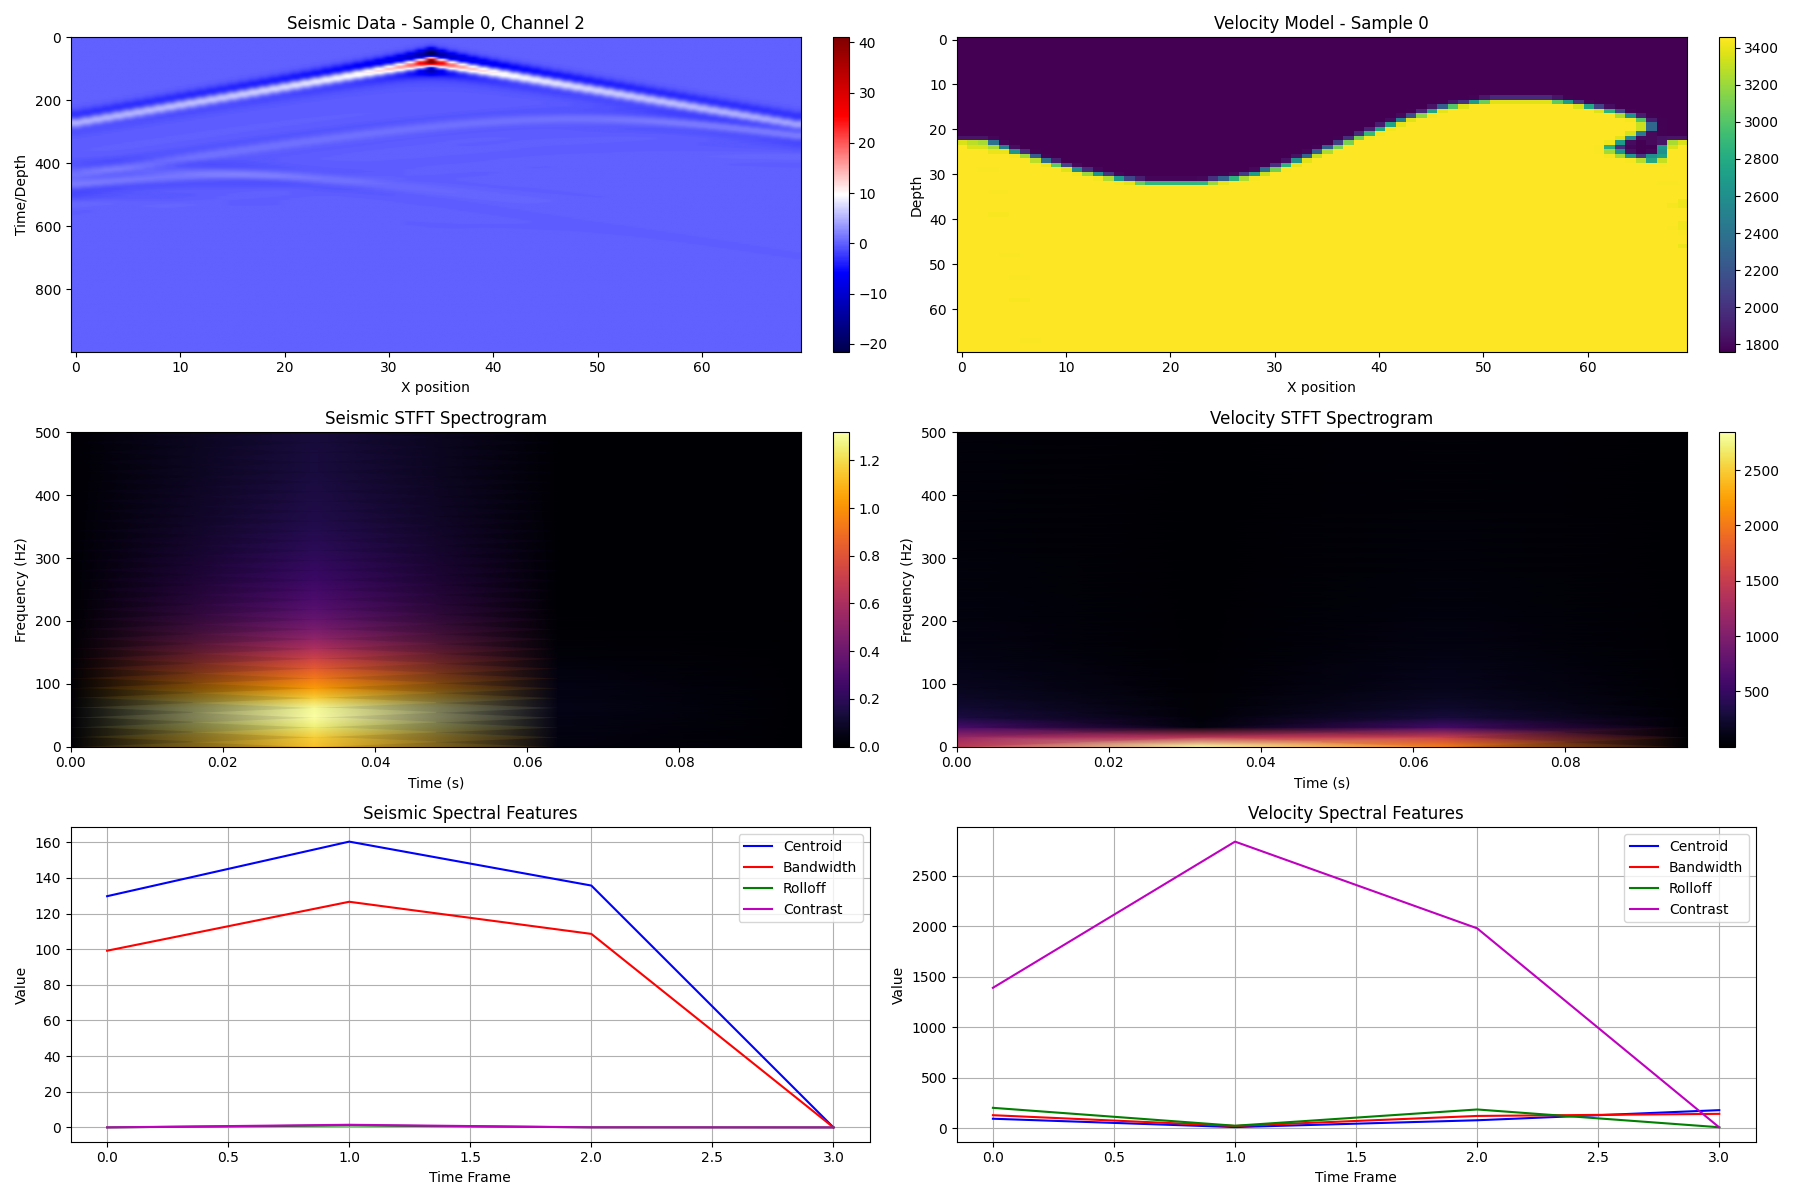 Seismic Data - Sample 0, Channel 2
Time/Depth
0
200
400
600
800
0 10 20 30 40 50 60
X position
40
30
20
10
0
−10
−20
Velocity Model - Sample 0
Depth
0
10
20
30
40
50
60
0 10 20 30 40 50 60
X position
3400
3200
3000
2800
2600
2400
2200
2000
1800
Seismic STFT Spectrogram
Frequency (Hz)
500
400
300
200
100
0
0.00 0.02 0.04 0.06 0.08
Time (s)
1.2
1.0
0.8
0.6
0.4
0.2
0.0
Velocity STFT Spectrogram
Frequency (Hz)
500
400
300
200
100
0
0.00 0.02 0.04 0.06 0.08
Time (s)
2500
2000
1500
1000
500
Seismic Spectral Features
Value
160
140
120
100
80
60
40
20
0
0.0 0.5 1.0 1.5 2.0 2.5 3.0
Time Frame
Centroid
Bandwidth
Rolloff
Contrast
Velocity Spectral Features
Value
2500
2000
1500
1000
500
0
0.0 0.5 1.0 1.5 2.0 2.5 3.0
Time Frame
Centroid
Bandwidth
Rolloff
Contrast